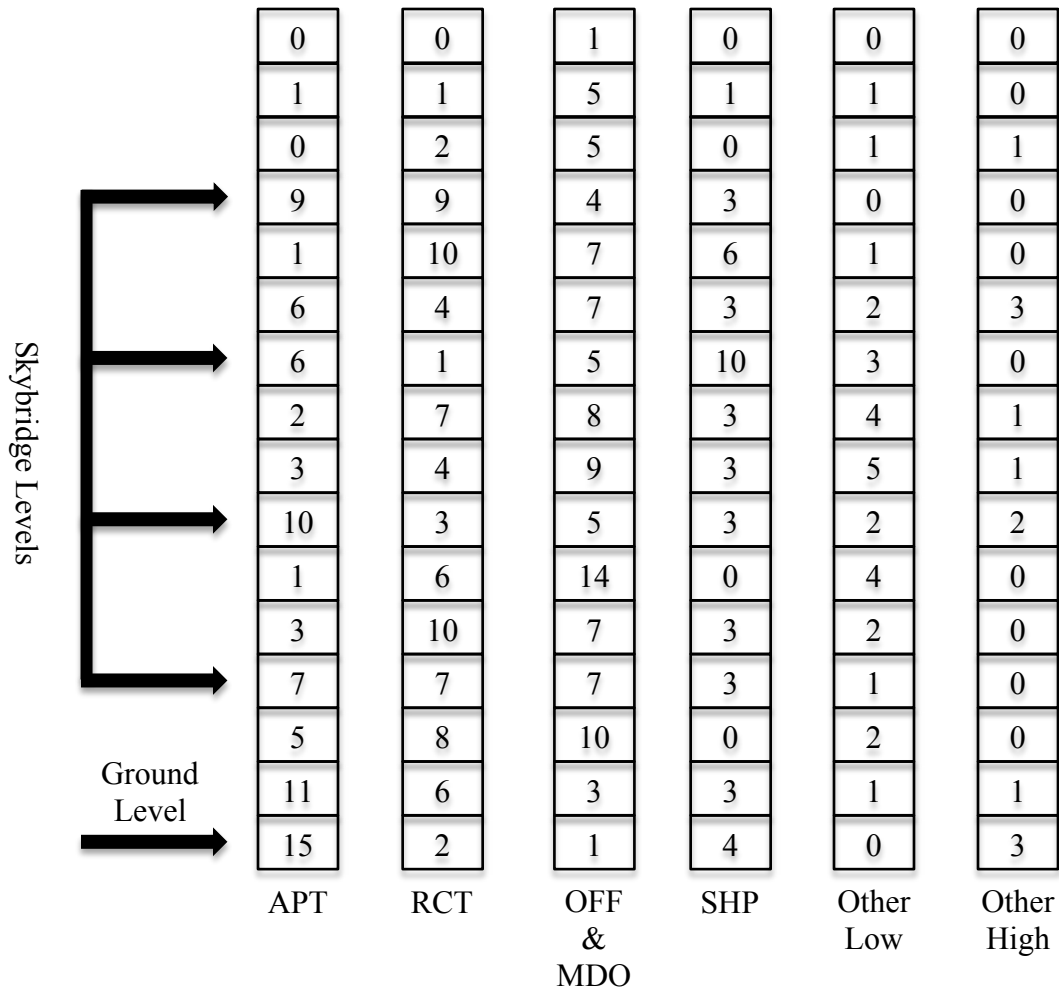 0 0 1 0 0 0
1 1 5 1 1 0
0 2 5 0 1 1
9 9 4 3 0 0
1 10 7 6 1 0
6 4 7 3 2 3
6 1 5 10 3 0
2 7 8 3 4 1
3 4 9 3 5 1
10 3 5 3 2 2
1 6 14 0 4 0
3 10 7 3 2 0
7 7 7 3 1 0
5 8 10 0 2 0
11 6 3 3 1 1
15 2 1 4 0 3
Skybridge Levels
Ground
Level
APT
RCT
OFF
&
MDO
SHP
Other
Low
Other
High